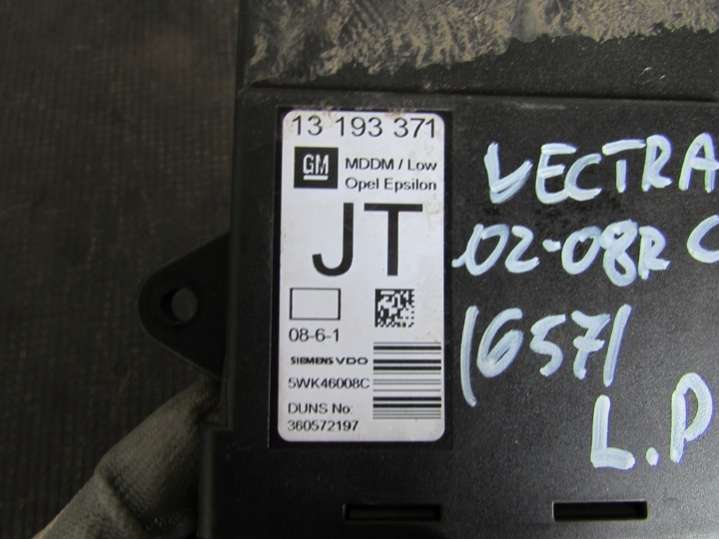 13 193 371
GM
MDDM / Low
Opel Epsilon
JT
08-6-1
SIEMENS VDO
5WK46008C
DUNS No:
360572197
VECTRA
02-08R C
16571
L.P